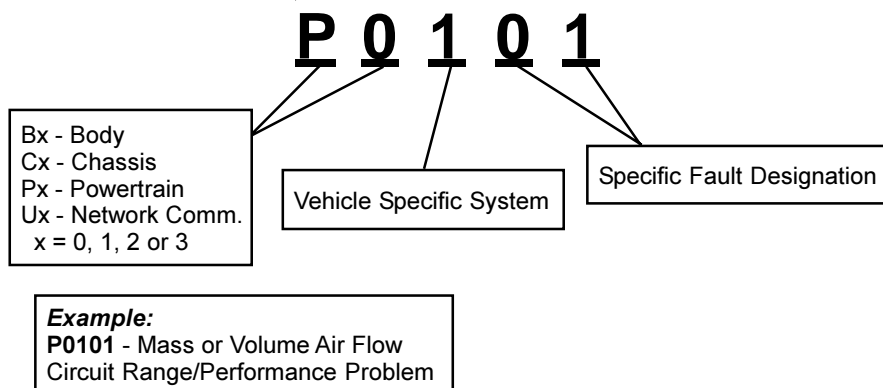 P 0 1 0 1
Bx - Body
Cx - Chassis
Px - Powertrain
Ux - Network Comm.
x = 0, 1, 2 or 3
Vehicle Specific System
Specific Fault Designation
Example:
P0101 - Mass or Volume Air Flow
Circuit Range/Performance Problem